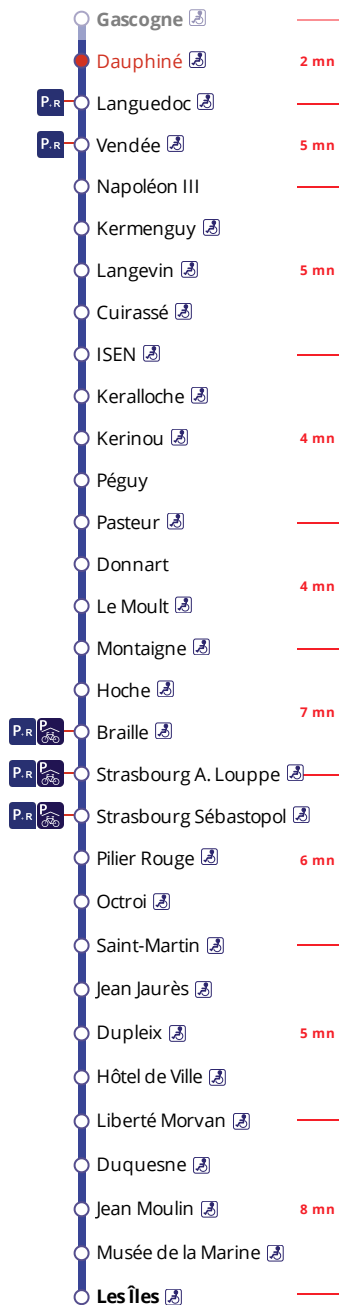 Gascogne
Dauphiné 2 mn
P+R Languedoc
P+R Vendée 5 mn
Napoléon III
Kermenguy
Langevin 5 mn
Cuirassé
ISEN
Keralloche
Kerinou 4 mn
Péguy
Pasteur
Donnart
4 mn
Le Moult
Montaigne
Hoche
7 mn
P+R P Braille
P+R P Strasbourg A. Louppe
P+R P Strasbourg Sébastopol
Pilier Rouge 6 mn
Octroi
Saint-Martin
Jean Jaurès
Dupleix 5 mn
Hôtel de Ville
Liberté Morvan
Duquesne
Jean Moulin 8 mn
Musée de la Marine
Les Îles